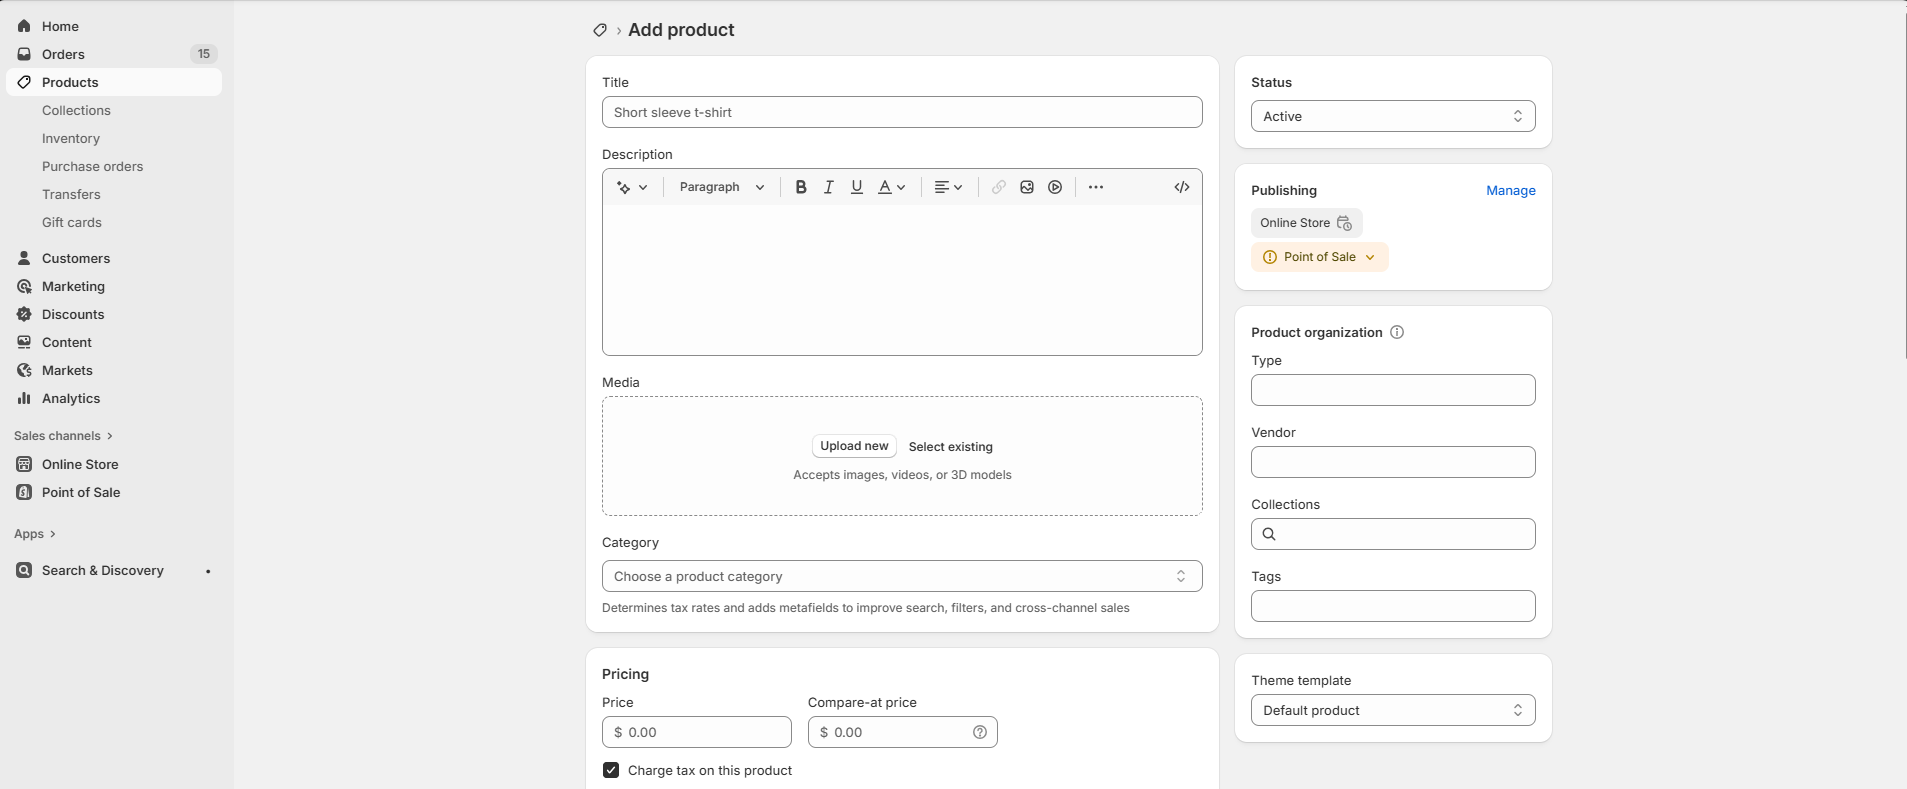 Home
Orders
15
Products
Collections
Inventory
Purchase orders
Transfers
Gift cards
Customers
Marketing
Discounts
Content
Markets
Analytics
Sales channels
Online Store
Point of Sale
Apps
Search & Discovery
Add product
Title
Short sleeve t-shirt
Description
Paragraph
B I U A
Media
Upload new Select existing
Accepts images, videos, or 3D models
Category
Choose a product category
Determines tax rates and adds metafields to improve search, filters, and cross-channel sales
Pricing
Price
$ 0.00
Compare-at price
$ 0.00
Charge tax on this product
Status
Active
Publishing
Manage
Online Store
Point of Sale
Product organization
Type
Vendor
Collections
Tags
Theme template
Default product